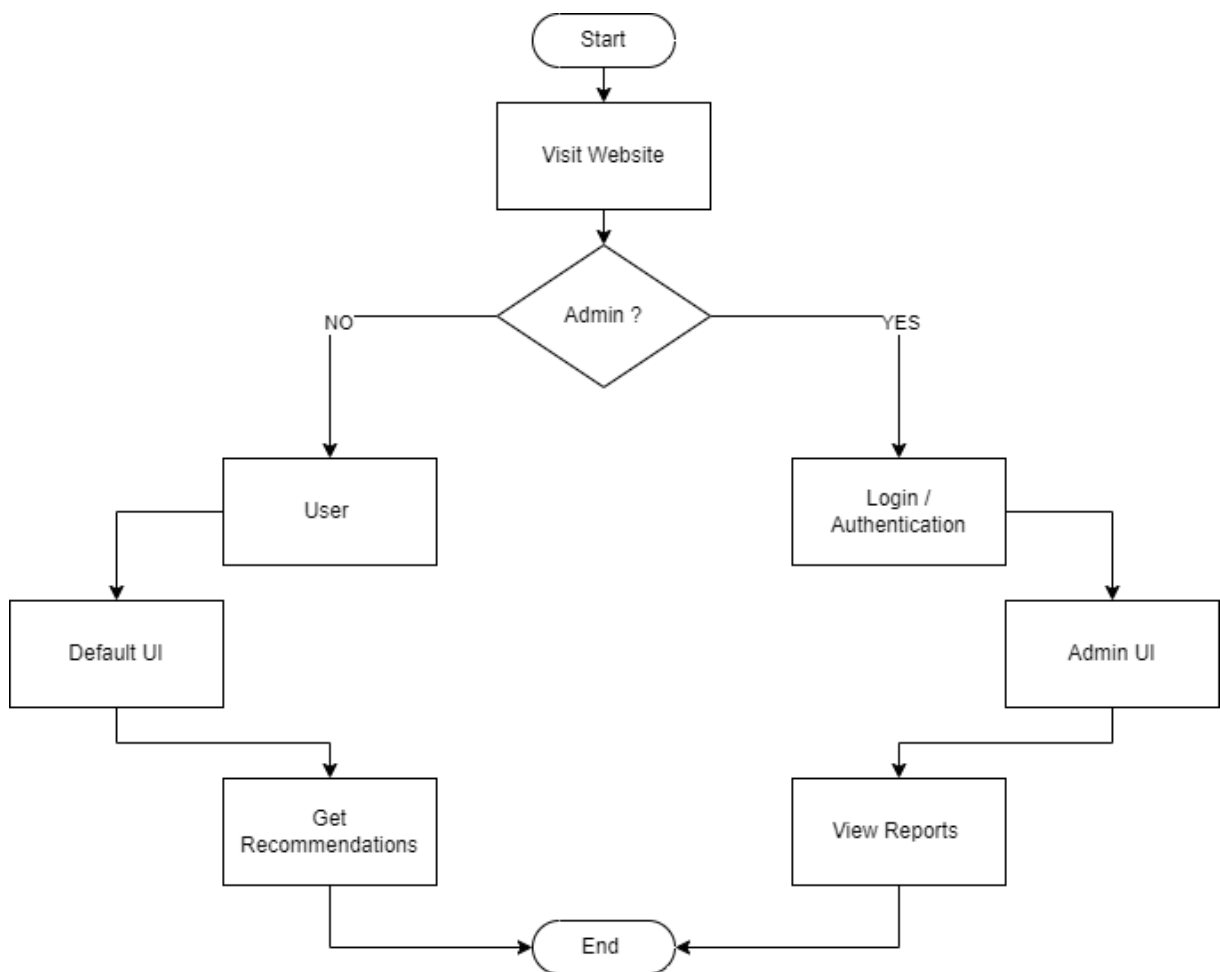 Start
Visit Website
Admin ?
NO
YES
User
Login /
Authentication
Default UI
Admin UI
Get
Recommendations
View Reports
End